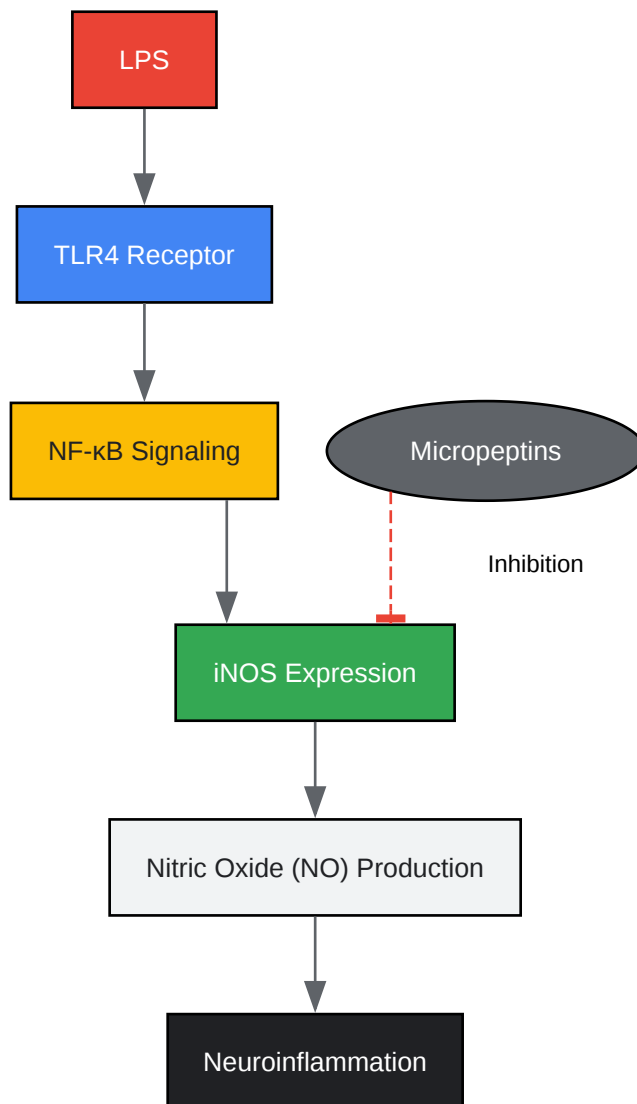 LPS
TLR4 Receptor
NF-κB Signaling
Micropeptins
Inhibition
iNOS Expression
Nitric Oxide (NO) Production
Neuroinflammation